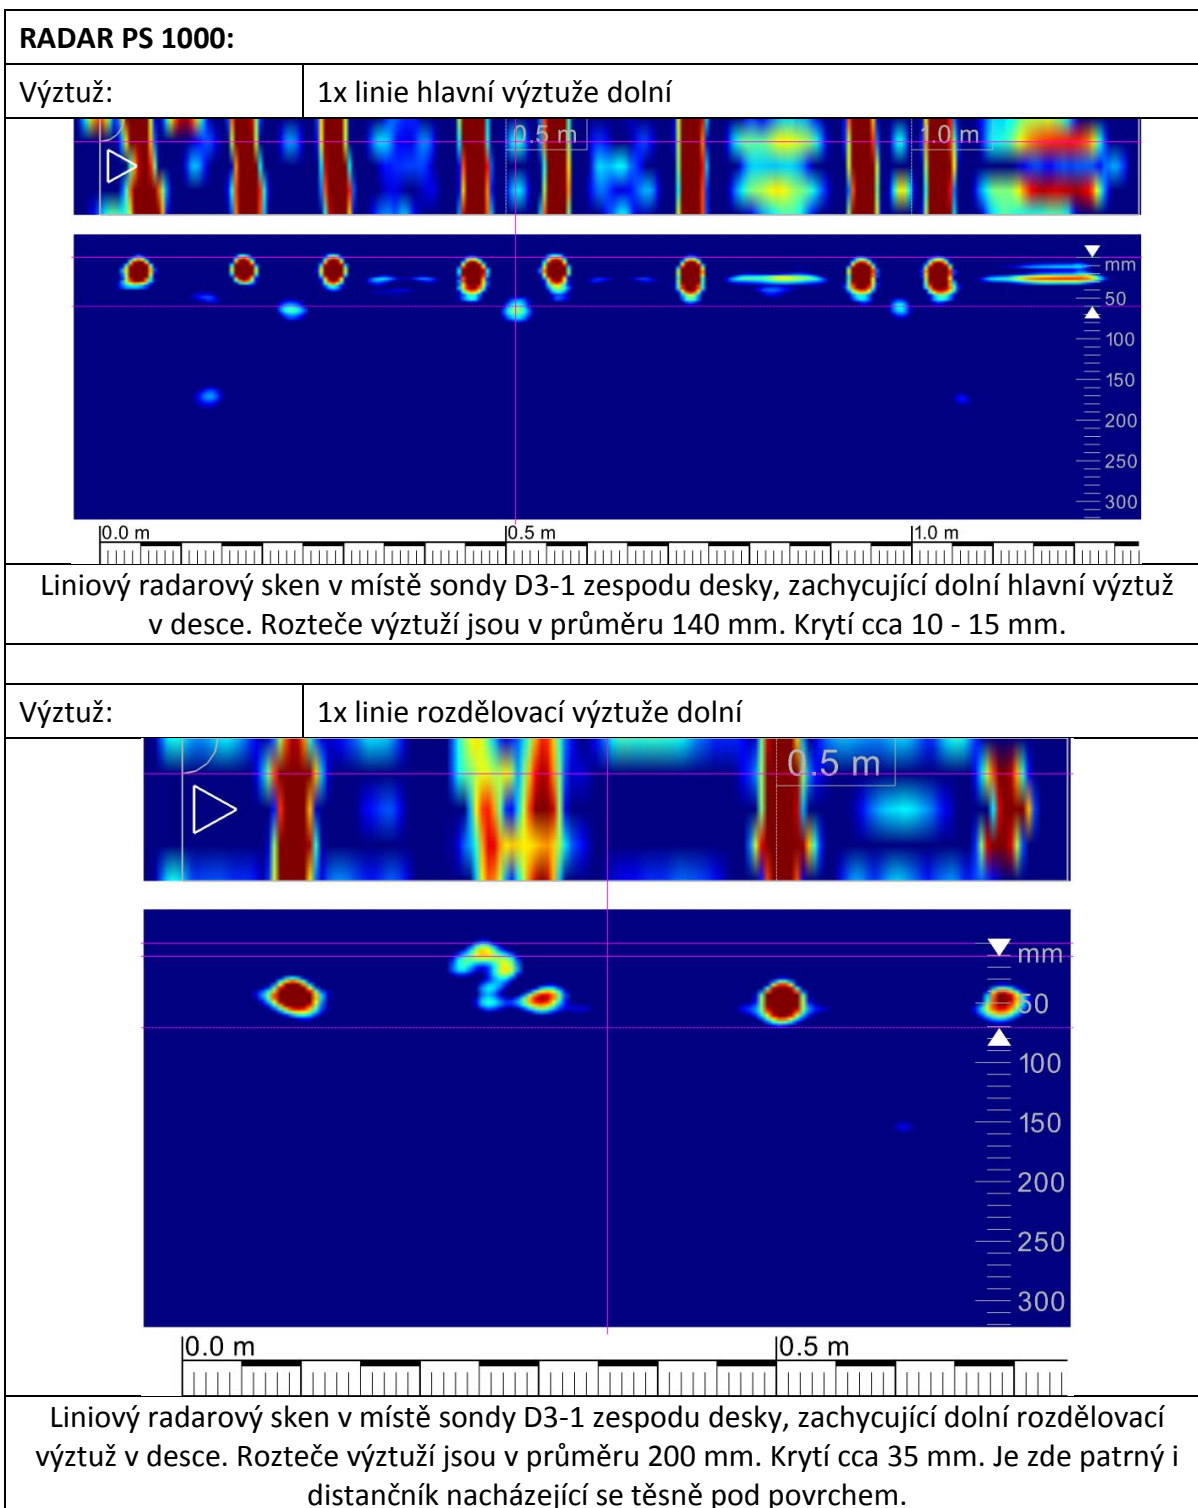 RADAR PS 1000:
Výztuž:
1x linie hlavní výztuže dolní
0.5 m
1.0 m
mm
50
100
150
200
250
300
0.0 m
0.5 m
1.0 m
Liniový radarový sken v místě sondy D3-1 zespodu desky, zachycující dolní hlavní výztuž
v desce. Rozteče výztuží jsou v průměru 140 mm. Krytí cca 10 - 15 mm.
Výztuž:
1x linie rozdělovací výztuže dolní
0.5 m
mm
50
100
150
200
250
300
0.0 m
0.5 m
Liniový radarový sken v místě sondy D3-1 zespodu desky, zachycující dolní rozdělovací
výztuž v desce. Rozteče výztuží jsou v průměru 200 mm. Krytí cca 35 mm. Je zde patrný i
distančník nacházející se těsně pod povrchem.